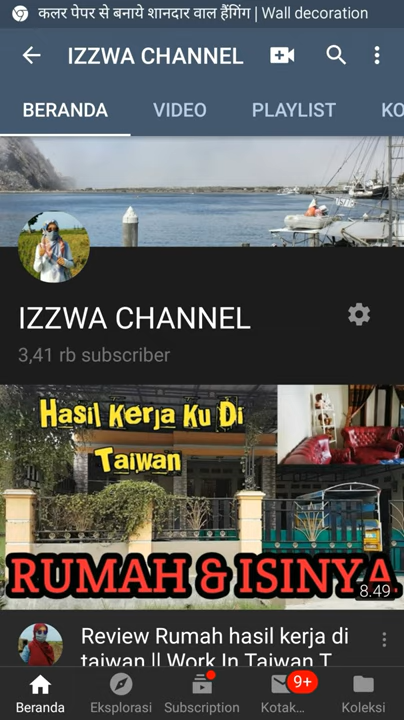 कलर पेपर से बनाये शानदार वाल हैंगिंग | Wall decoration
IZZWA CHANNEL
BERANDA VIDEO PLAYLIST KO
IZZWA CHANNEL
3,41 rb subscriber
Hasil Kerja Ku Di
Taiwan
RUMAH & ISINYA
8.49
Review Rumah hasil kerja di
taiwan || Work In Taiwan T
9+
Beranda Eksplorasi Subscription Kotak... Koleksi